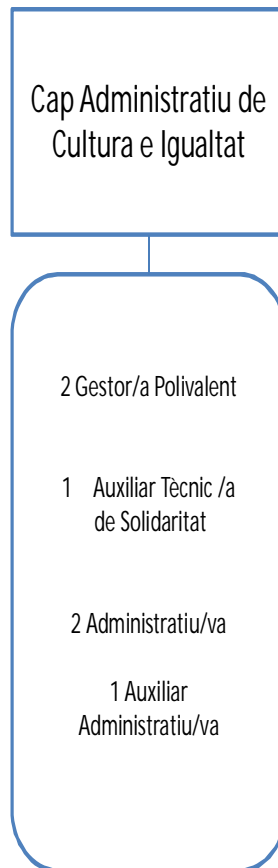 Cap Administratiu de
Cultura e Igualtat
2 Gestor/a Polivalent
1 Auxiliar Tècnic /a
de Solidaritat
2 Administratiu/va
1 Auxiliar
Administratiu/va